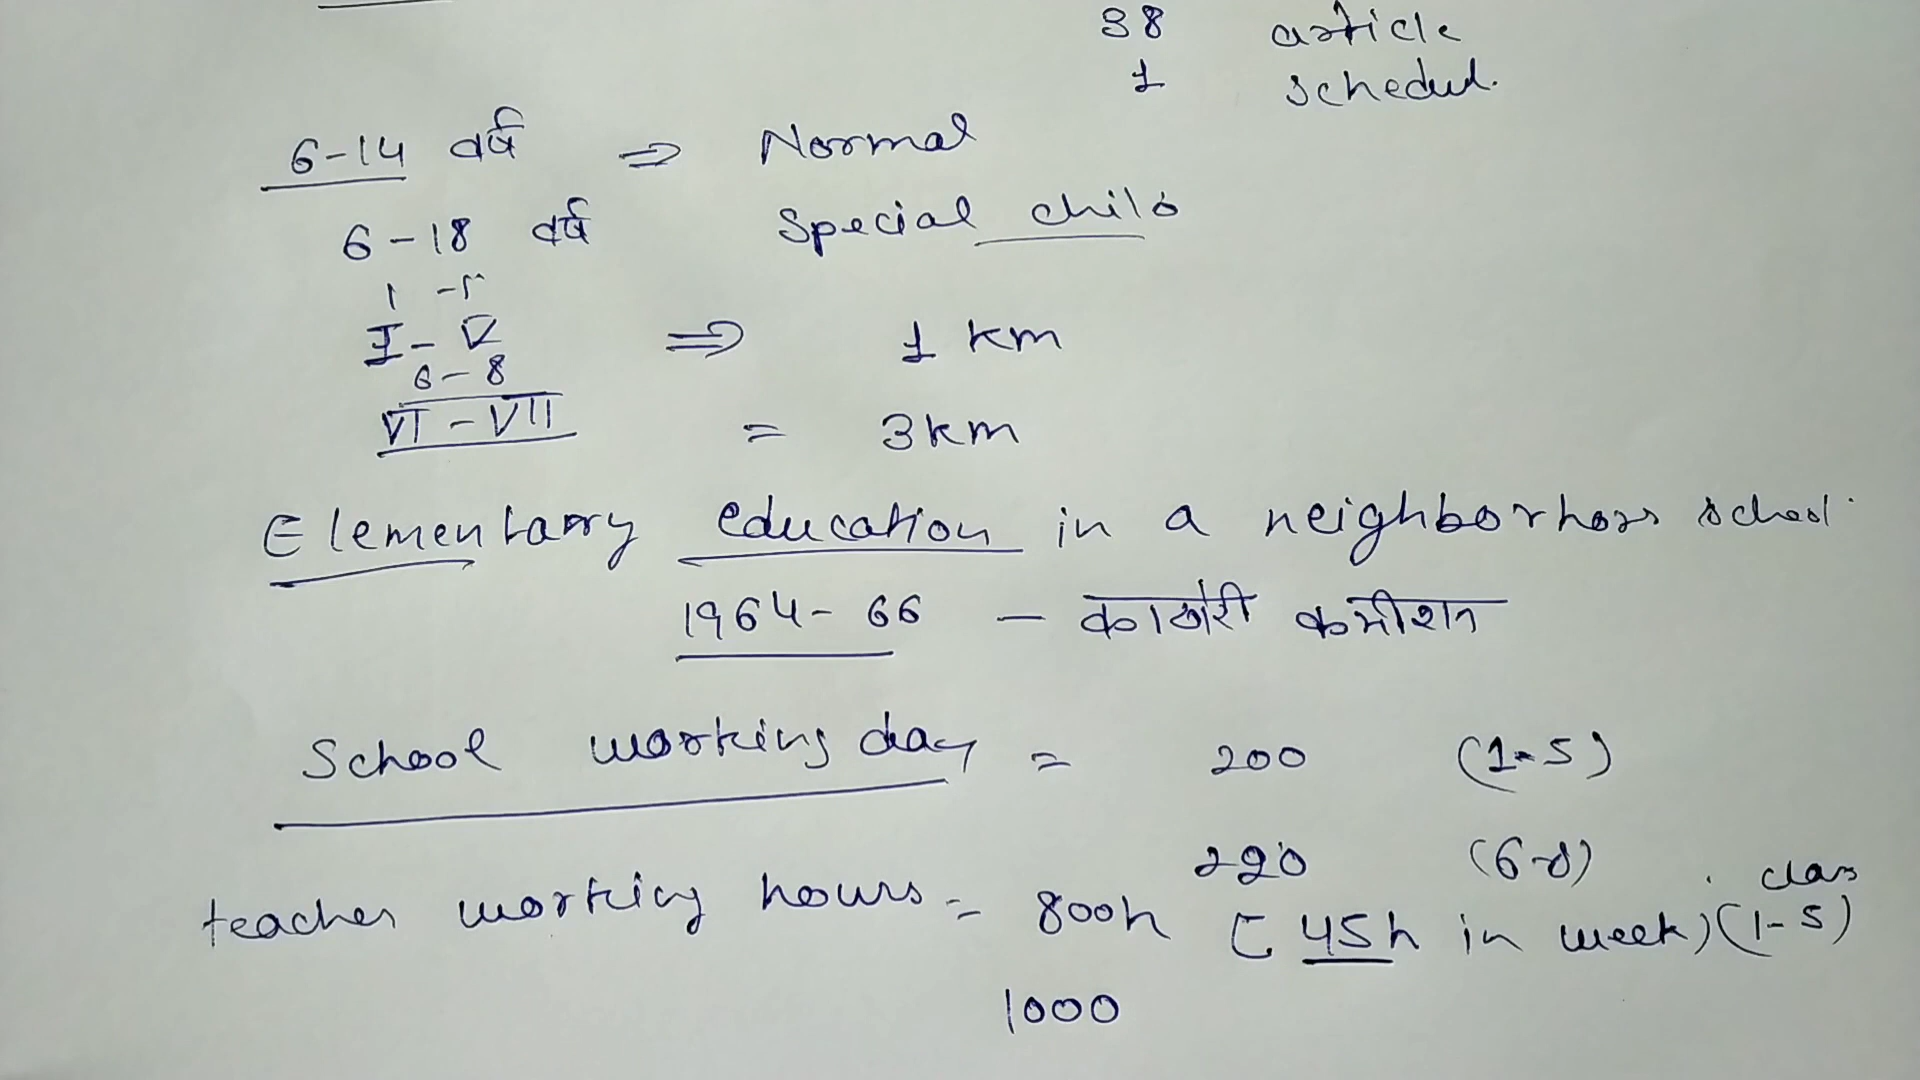 38 article
1 schedul.
6-14 वर्ष ⇒ Normal
6-18 वर्ष Special child
1 -5
I - V ⇒ 1 km
6-8
VI - VII = 3km
Elementary education in a neighborhood school
1964-66 - काठोरी कमीशन
School working day = 200 (1-5)
220 (6-8)
class
teacher working hours = 800h [ 45h in week) (1-5)
1000